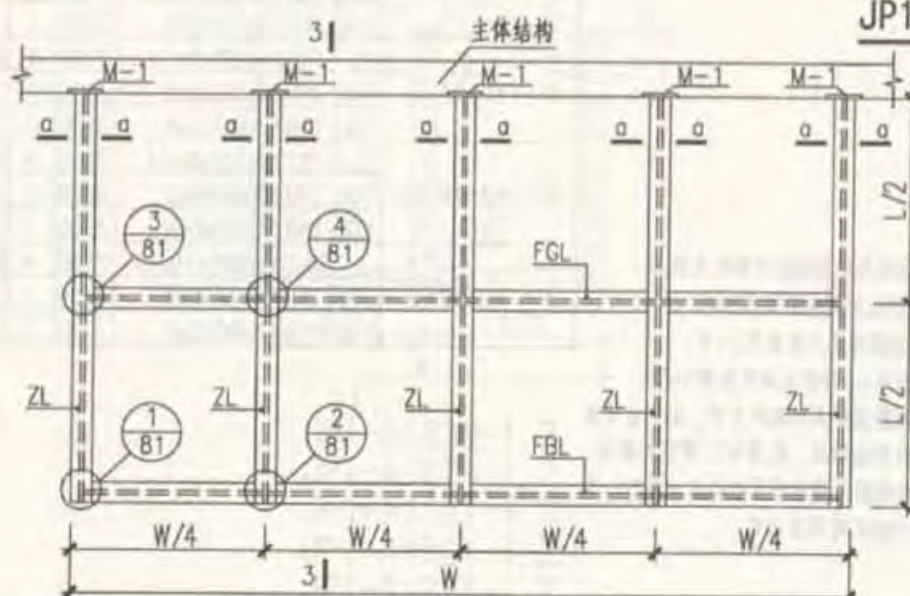 JP1
3
主体结构
M-1 M-1 M-1 M-1 M-1
a a a a a a a a a a
L/2
3
81
4
81
FGL
ZL ZL ZL ZL ZL
L/2
1
81
2
81
FBL
W/4 W/4 W/4 W/4
3
W